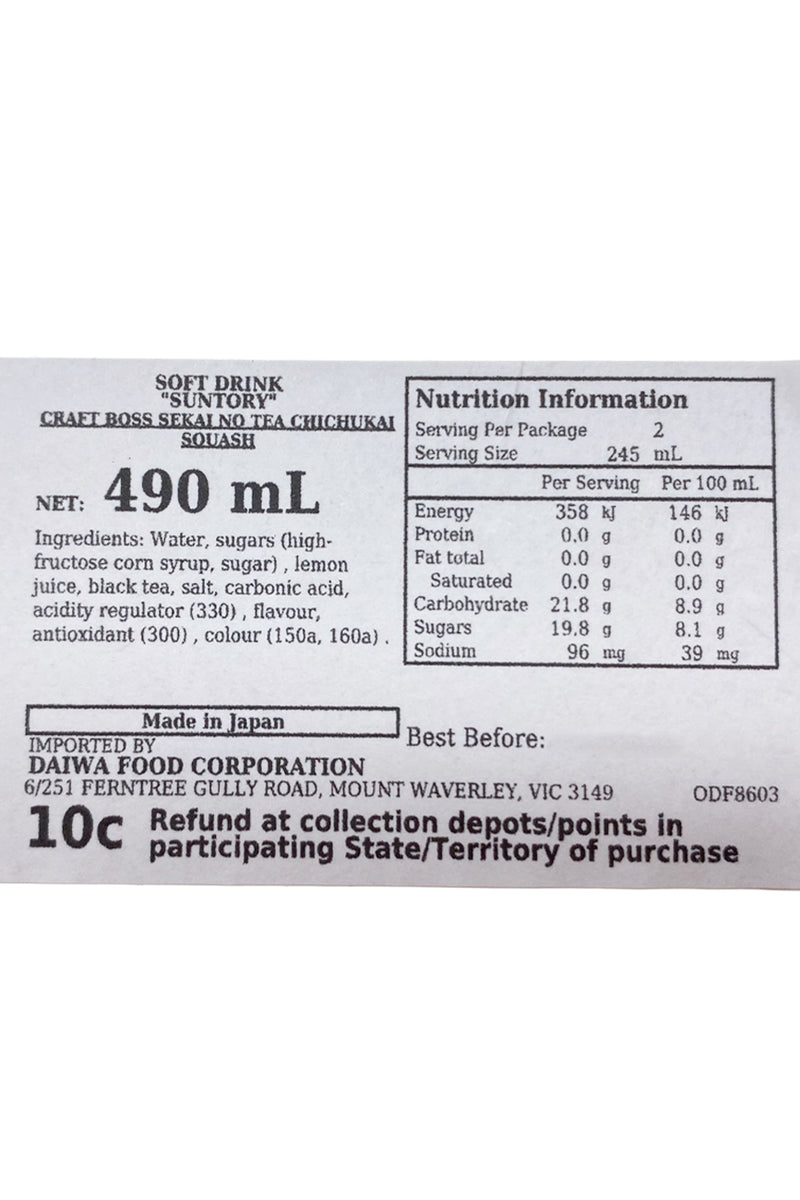 SOFT DRINK
"SUNTORY"
CRAFT BOSS SEKAI NO TEA CHICHUKAI
SQUASH
NET: 490 mL
Ingredients: Water, sugars (high-
fructose corn syrup, sugar) , lemon
juice, black tea, salt, carbonic acid,
acidity regulator (330) , flavour,
antioxidant (300) , colour (150a, 160a) .
Nutrition Information
Serving Per Package 2
Serving Size 245 mL
Per Serving Per 100 mL
Energy 358 kJ 146 kJ
Protein 0.0 g 0.0 g
Fat total 0.0 g 0.0 g
Saturated 0.0 g 0.0 g
Carbohydrate 21.8 g 8.9 g
Sugars 19.8 g 8.1 g
Sodium 96 mg 39 mg
Made in Japan
Best Before:
IMPORTED BY
DAIWA FOOD CORPORATION
6/251 FERNTREE GULLY ROAD, MOUNT WAVERLEY, VIC 3149 ODF8603
10c Refund at collection depots/points in
participating State/Territory of purchase